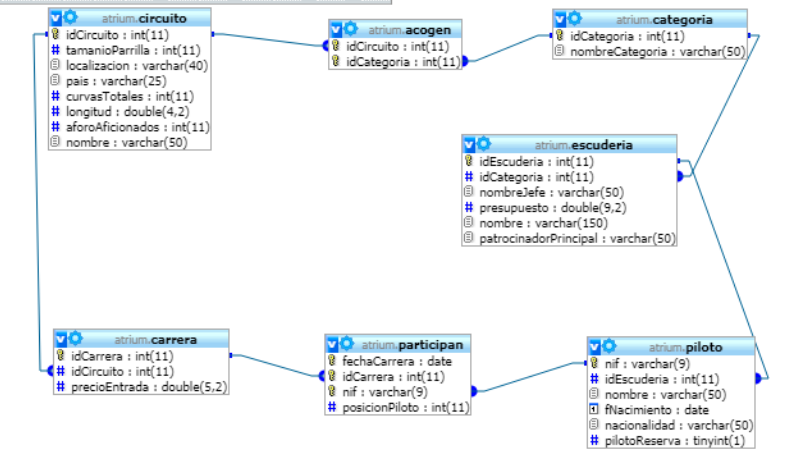 atrium.circuito
idCircuito : int(11)
tamanioParrilla : int(11)
localizacion : varchar(40)
pais : varchar(25)
curvasTotales : int(11)
longitud : double(4,2)
aforoAficionados : int(11)
nombre : varchar(50)
atrium.acogen
idCircuito : int(11)
idCategoria : int(11)
atrium.categoria
idCategoria : int(11)
nombreCategoria : varchar(50)
atrium.escuderia
idEscuderia : int(11)
idCategoria : int(11)
nombreJefe : varchar(50)
presupuesto : double(9,2)
nombre : varchar(150)
patrocinadorPrincipal : varchar(50)
atrium.carrera
idCarrera : int(11)
idCircuito : int(11)
precioEntrada : double(5,2)
atrium.participan
fechaCarrera : date
idCarrera : int(11)
nif : varchar(9)
posicionPiloto : int(11)
atrium.piloto
nif : varchar(9)
idEscuderia : int(11)
nombre : varchar(50)
fNacimiento : date
nacionalidad : varchar(50)
pilotoReserva : tinyint(1)